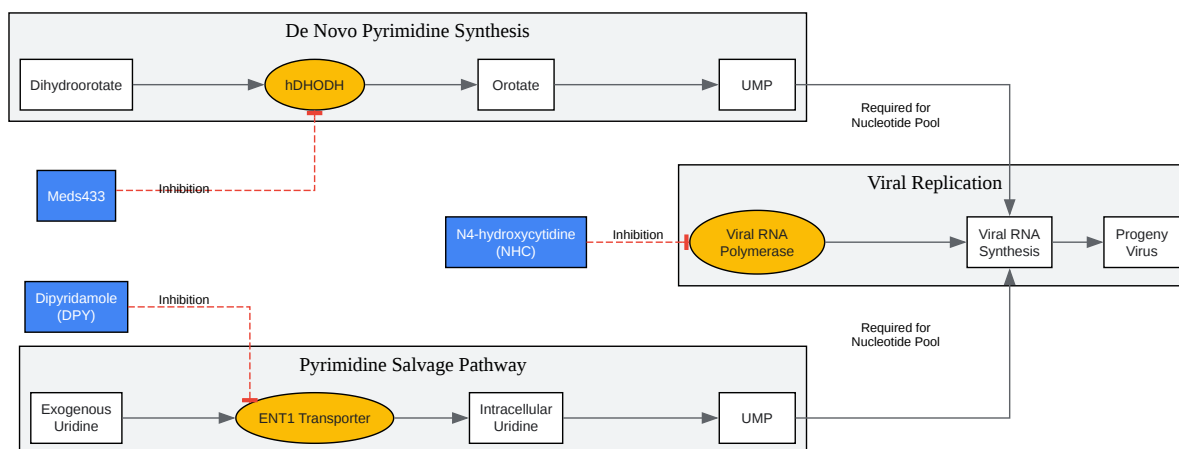 De Novo Pyrimidine Synthesis
Dihydroorotate
hDHODH
Orotate
UMP
Required for
Nucleotide Pool
Meds433
Inhibition
Viral Replication
N4-hydroxycytidine
(NHC)
Inhibition
Viral RNA
Polymerase
Viral RNA
Synthesis
Progeny
Virus
Dipyridamole
(DPY)
Inhibition
Required for
Nucleotide Pool
Pyrimidine Salvage Pathway
Exogenous
Uridine
ENT1 Transporter
Intracellular
Uridine
UMP